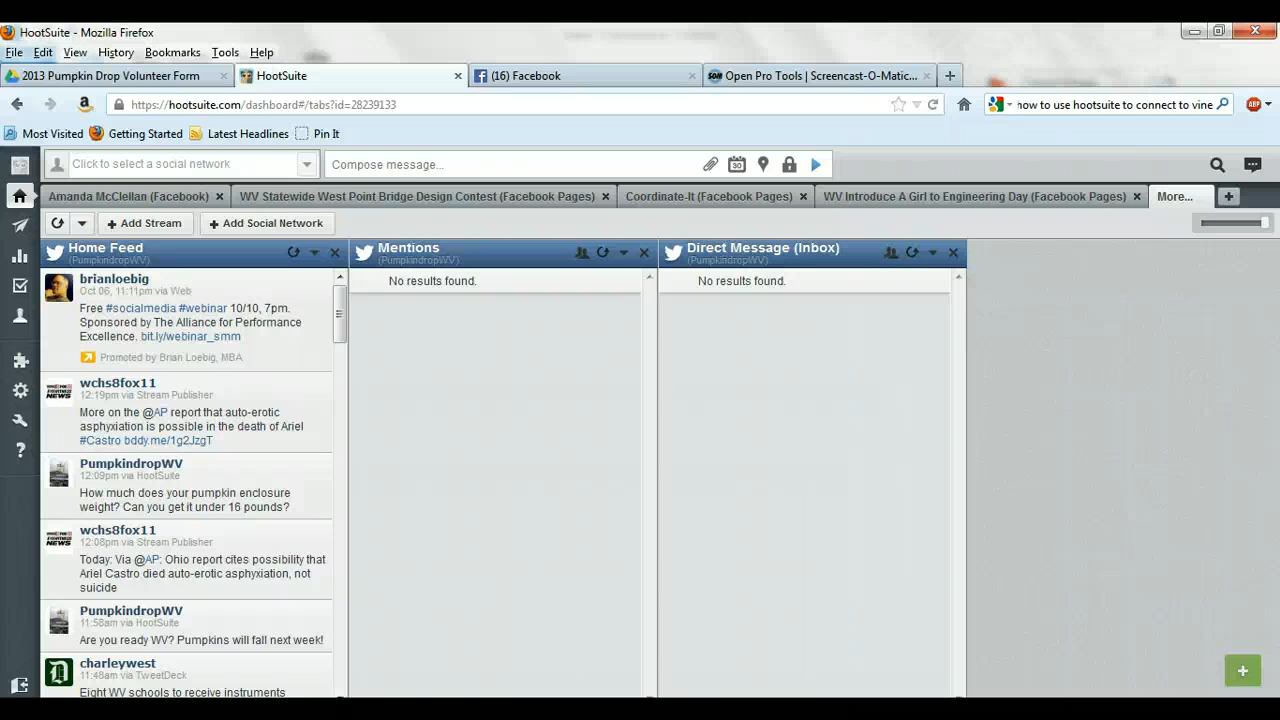 HootSuite - Mozilla Firefox
File Edit View History Bookmarks Tools Help
2013 Pumpkin Drop Volunteer Form
HootSuite
(16) Facebook
Open Pro Tools | Screencast-O-Matic...
https://hootsuite.com/dashboard#/tabs?id=28239133
how to use hootsuite to connect to vine
ABP
Most Visited Getting Started Latest Headlines Pin It
Click to select a social network
Compose message...
30
Amanda McClellan (Facebook)
WV Statewide West Point Bridge Design Contest (Facebook Pages)
Coordinate-It (Facebook Pages)
WV Introduce A Girl to Engineering Day (Facebook Pages)
More...
Add Stream
Add Social Network
Home Feed
(PumpkindropWV)
brianloebig
Oct 06, 11:11pm via Web
Free #socialmedia #webinar 10/10, 7pm.
Sponsored by The Alliance for Performance
Excellence. bit.ly/webinar_smm
Promoted by Brian Loebig, MBA
wchs8fox11
12:19pm via Stream Publisher
More on the @AP report that auto-erotic
asphyxiation is possible in the death of Ariel
#Castro bddy.me/1g2JzgT
PumpkindropWV
12:09pm via HootSuite
How much does your pumpkin enclosure
weight? Can you get it under 16 pounds?
wchs8fox11
12:08pm via Stream Publisher
Today: Via @AP: Ohio report cites possibility that
Ariel Castro died auto-erotic asphyxiation, not
suicide
PumpkindropWV
11:58am via HootSuite
Are you ready WV? Pumpkins will fall next week!
charleywest
11:48am via TweetDeck
Eight WV schools to receive instruments
Mentions
(PumpkindropWV)
No results found.
Direct Message (Inbox)
(PumpkindropWV)
No results found.